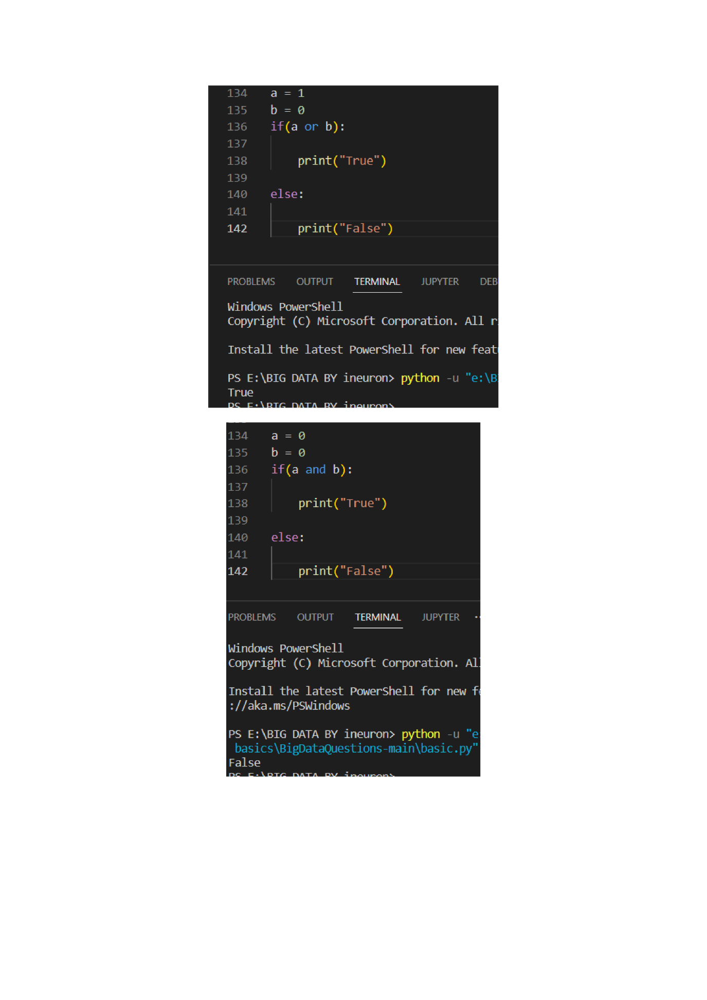 134 a = 1
135 b = 0
136 if(a or b):
137
138 print("True")
139
140 else:
141
142 print("False")
PROBLEMS OUTPUT TERMINAL JUPYTER DEB
Windows PowerShell
Copyright (C) Microsoft Corporation. All r
Install the latest PowerShell for new feat
PS E:\BIG DATA BY ineuron> python -u "e:\B
True
PS E:\BIG DATA BY ineuron>
134 a = 0
135 b = 0
136 if(a and b):
137
138 print("True")
139
140 else:
141
142 print("False")
PROBLEMS OUTPUT TERMINAL JUPYTER ··
Windows PowerShell
Copyright (C) Microsoft Corporation. Al
Install the latest PowerShell for new f
://aka.ms/PSWindows
PS E:\BIG DATA BY ineuron> python -u "e
basics\BigDataQuestions-main\basic.py"
False
PS E:\BIG DATA BY ineuron>